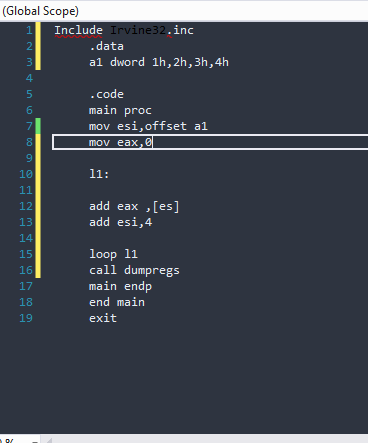 (Global Scope)
1 Include Irvine32.inc
2 .data
3 a1 dword 1h,2h,3h,4h
4
5 .code
6 main proc
7 mov esi,offset a1
8 mov eax,0
9
10 l1:
11
12 add eax ,[es]
13 add esi,4
14
15 loop l1
16 call dumpregs
17 main endp
18 end main
19 exit
%